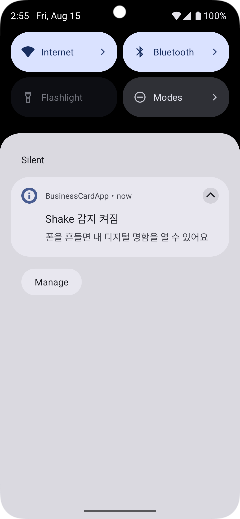 2:55 Fri, Aug 15 100%
Internet Bluetooth
Flashlight Modes
Silent
BusinessCardApp • now
Shake 감지 켜짐
폰을 흔들면 내 디지털 명함을 열 수 있어요
Manage